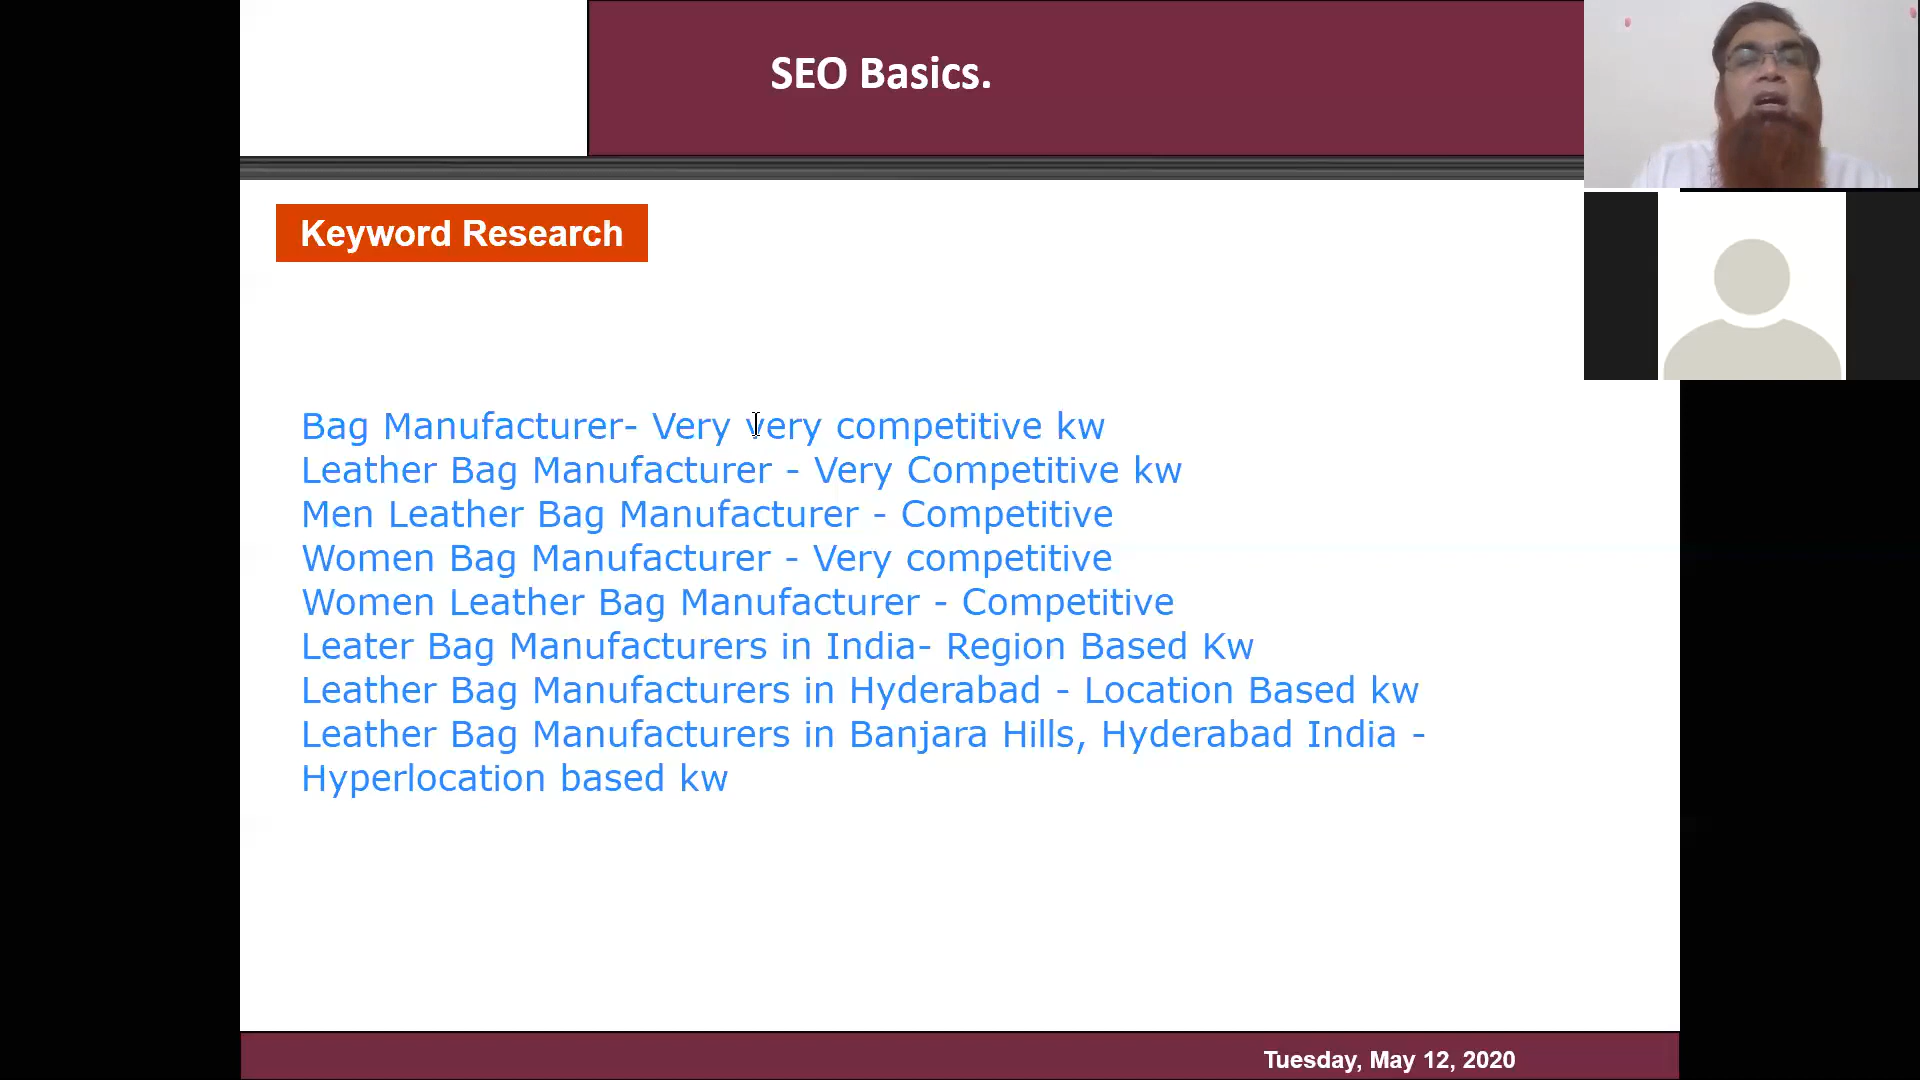 SEO Basics.
Keyword Research
Bag Manufacturer- Very very competitive kw
Leather Bag Manufacturer - Very Competitive kw
Men Leather Bag Manufacturer - Competitive
Women Bag Manufacturer - Very competitive
Women Leather Bag Manufacturer - Competitive
Leater Bag Manufacturers in India- Region Based Kw
Leather Bag Manufacturers in Hyderabad - Location Based kw
Leather Bag Manufacturers in Banjara Hills, Hyderabad India -
Hyperlocation based kw
Tuesday, May 12, 2020